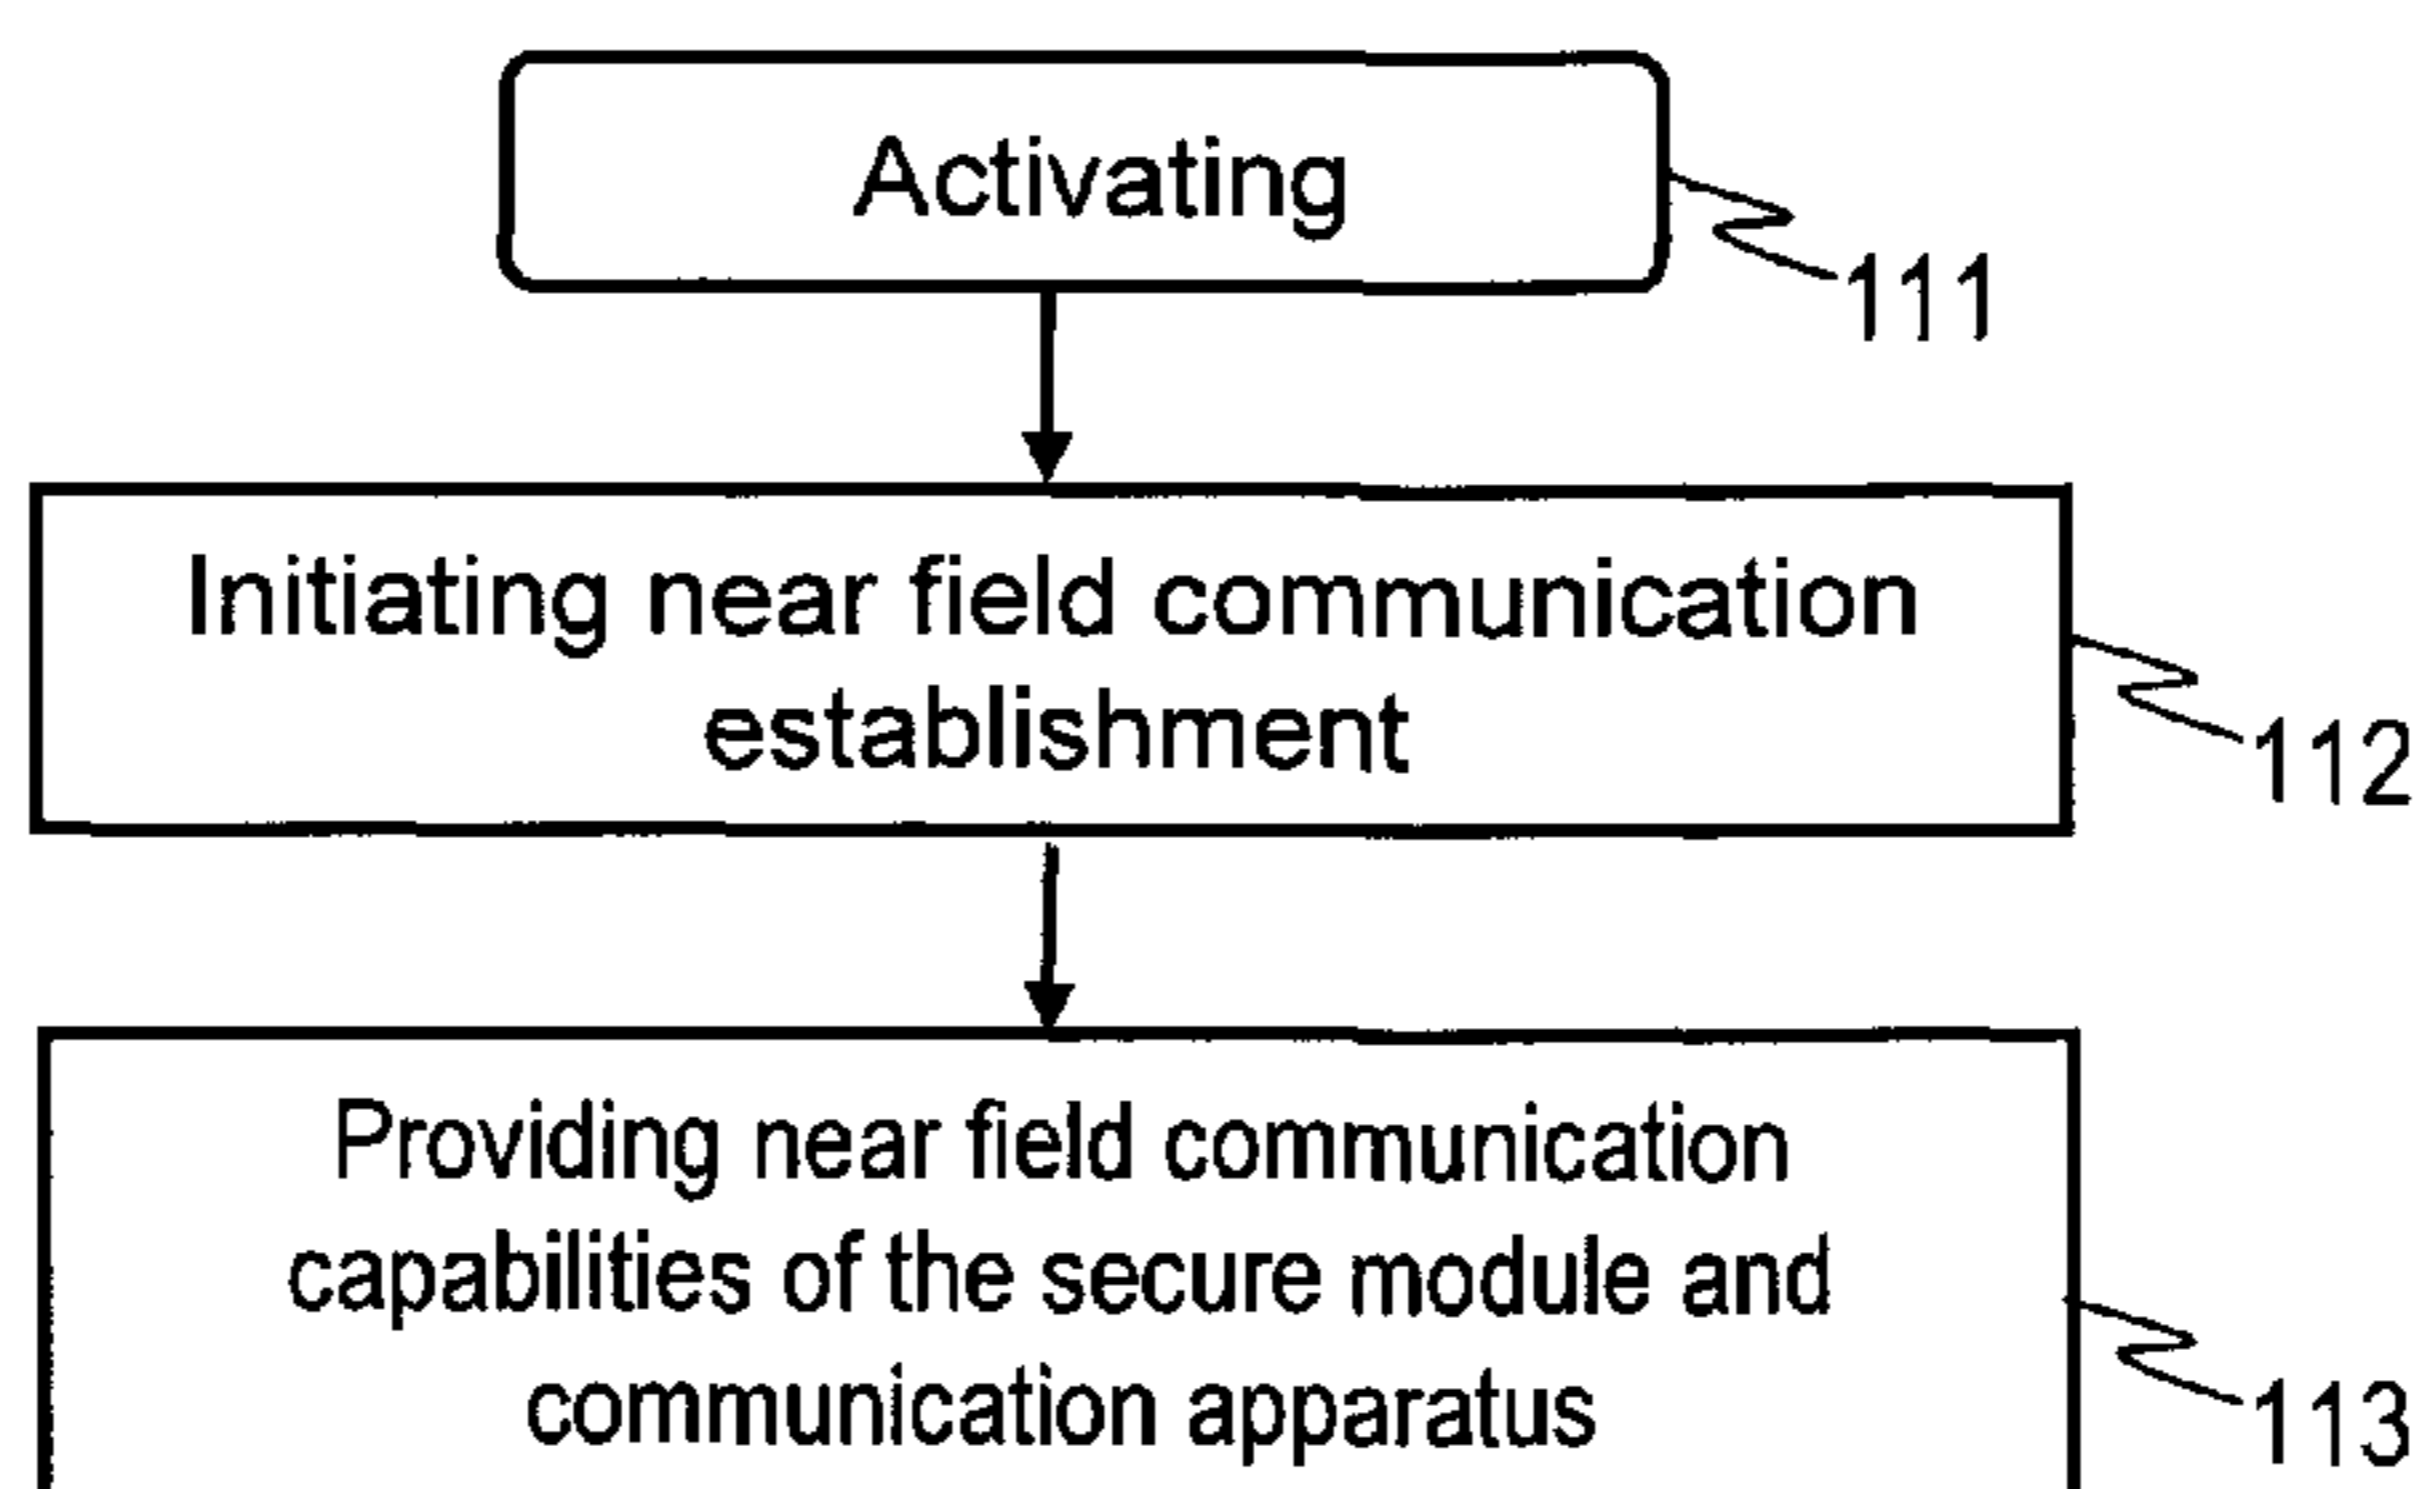 Activating
111
Initiating near field communication
establishment
112
Providing near field communication
capabilities of the secure module and
communication apparatus
113